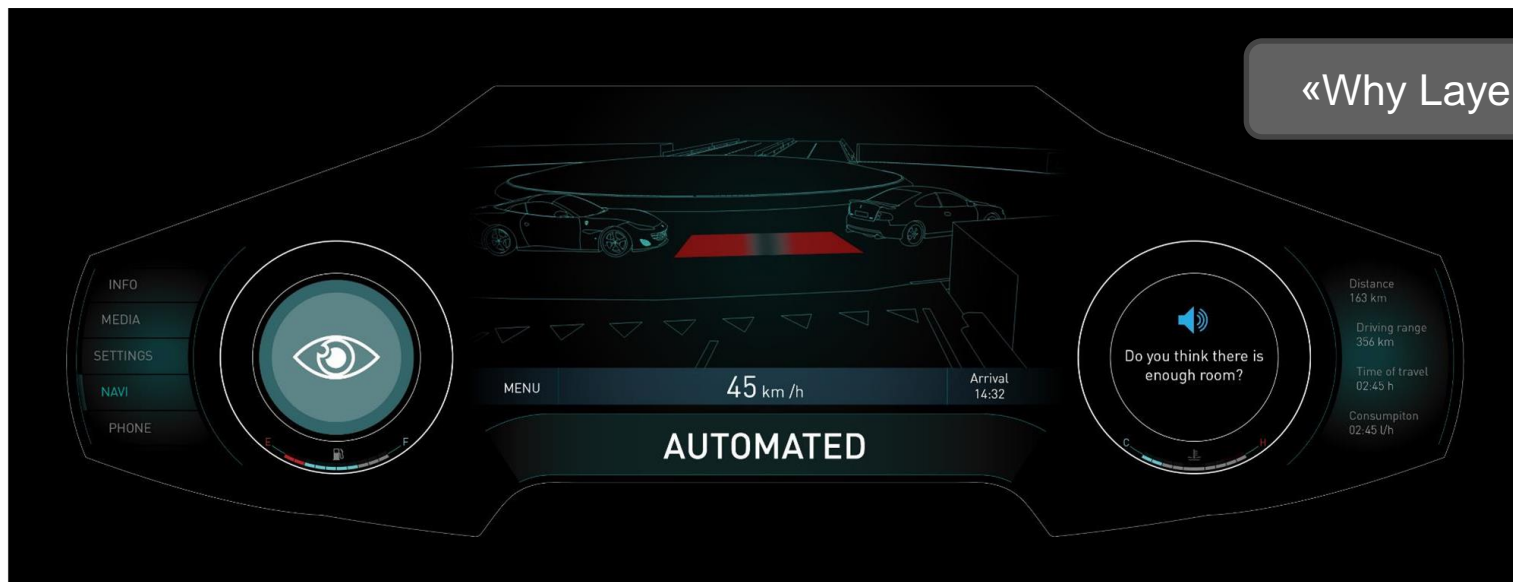 «Why Laye
INFO
MEDIA
SETTINGS
NAVI
PHONE
E
F
MENU
45 km /h
Arrival
14:32
AUTOMATED
Do you think there is
enough room?
C
H
Distance
163 km
Driving range
356 km
Time of travel
02:45 h
Consumpiton
02:45 l/h